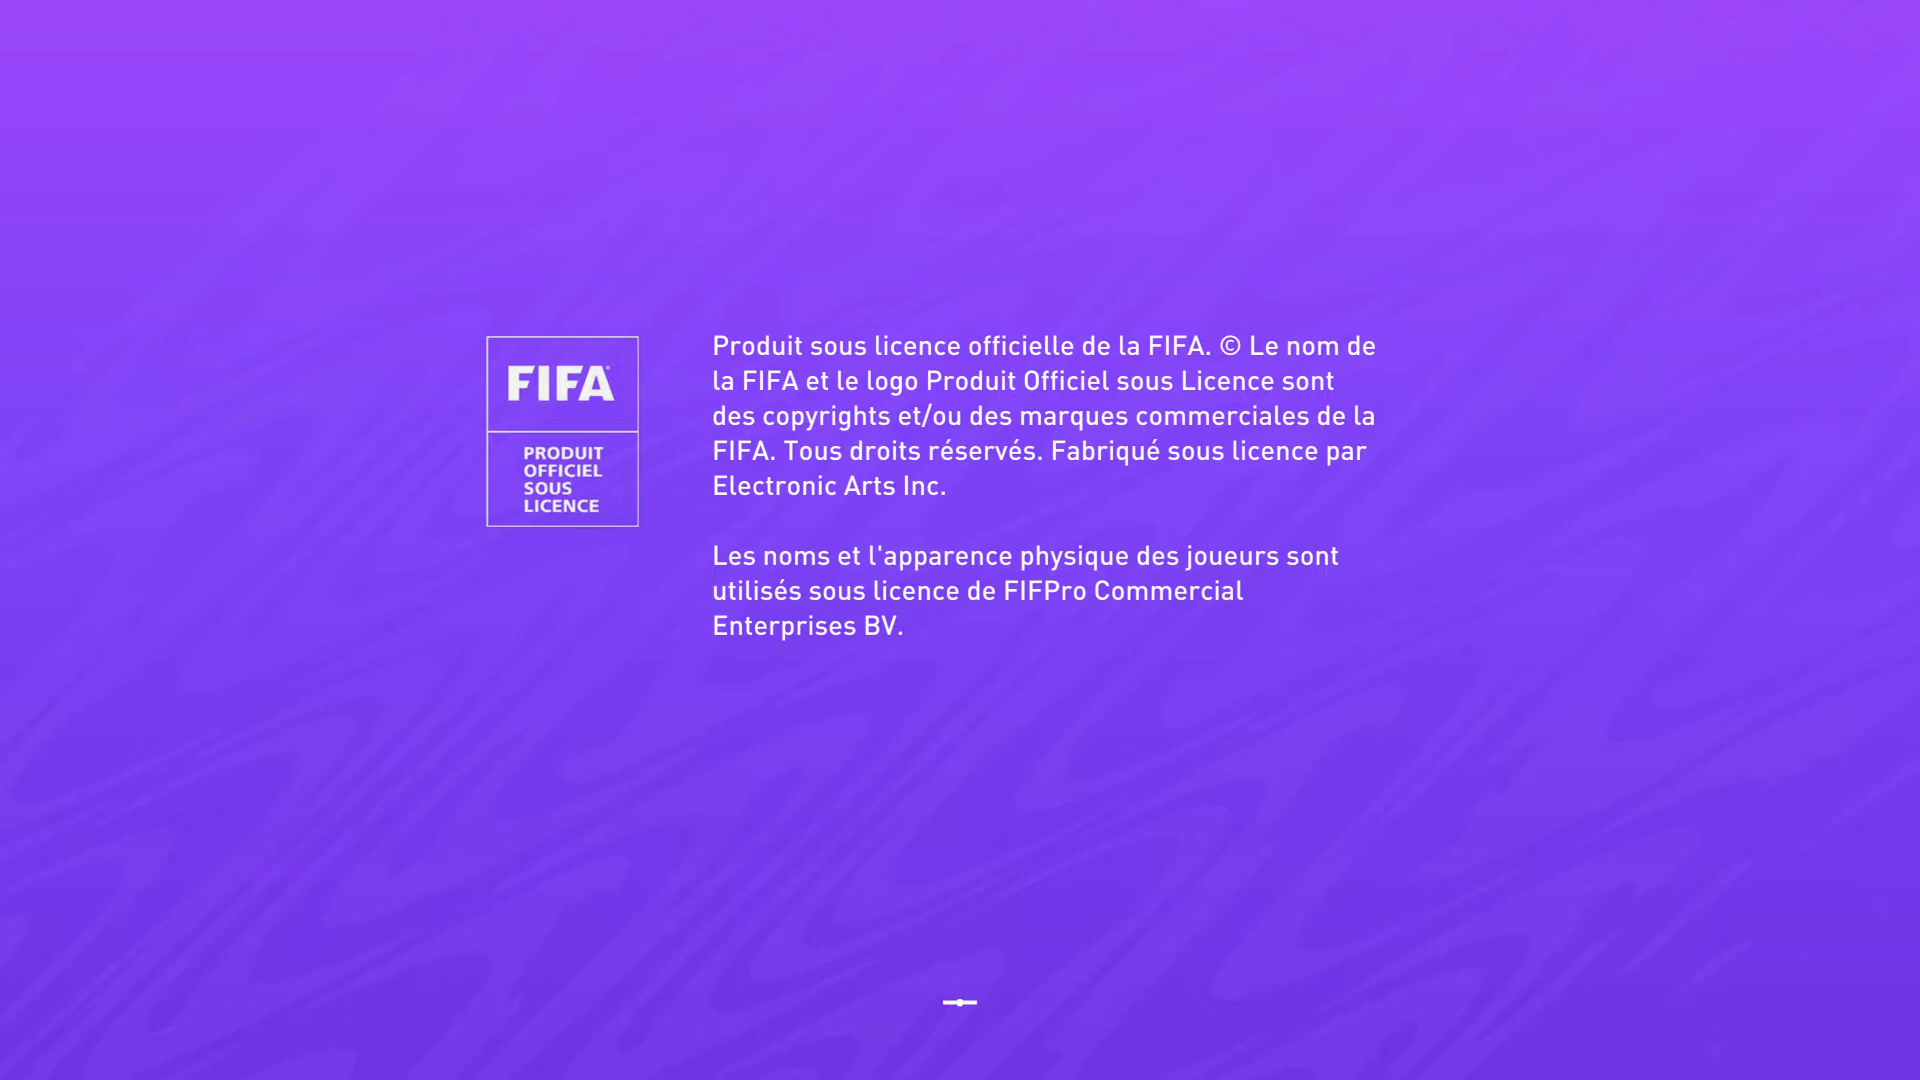 FIFA
PRODUIT
OFFICIEL
SOUS
LICENCE
Produit sous licence officielle de la FIFA. © Le nom de
la FIFA et le logo Produit Officiel sous Licence sont
des copyrights et/ou des marques commerciales de la
FIFA. Tous droits réservés. Fabriqué sous licence par
Electronic Arts Inc.
Les noms et l'apparence physique des joueurs sont
utilisés sous licence de FIFPro Commercial
Enterprises BV.